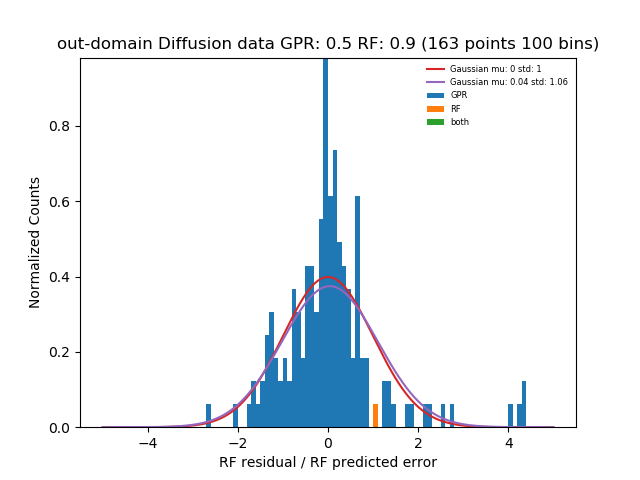 out-domain Diffusion data GPR: 0.5 RF: 0.9 (163 points 100 bins)
Gaussian mu: 0 std: 1
Gaussian mu: 0.04 std: 1.06
GPR
RF
both
Normalized Counts
0.8
0.6
0.4
0.2
0.0
−4 −2 0 2 4
RF residual / RF predicted error